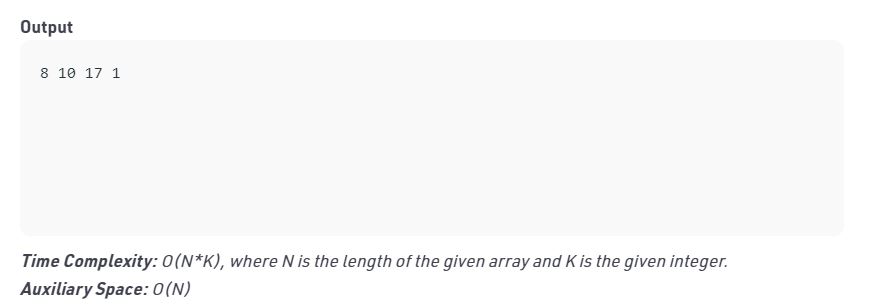 Output
8 10 17 1
Time Complexity: O(N*K), where N is the length of the given array and K is the given integer.
Auxiliary Space: O(N)